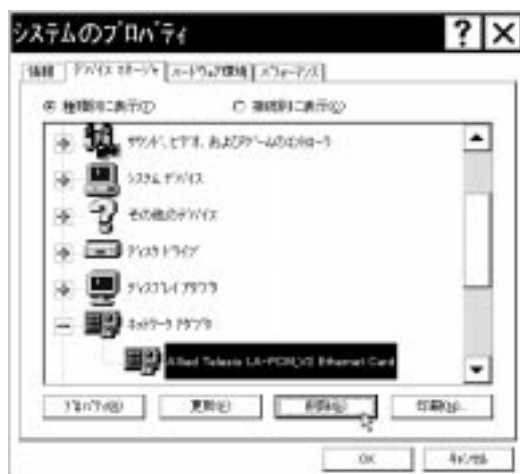 システムのプロパティ
情報 デバイス マネージャ ハードウェア環境 パフォーマンス
種類別に表示(T) 接続別に表示(C)
サウンド、ビデオ、およびゲームのコントローラ
システム デバイス
その他のデバイス
ディスク ドライブ
ディスプレイ アダプタ
ネットワーク アダプタ
Allied Telesis LA-PCM_V2 Ethernet Card
プロパティ(R) 更新(F) 削除(E) 印刷(N)...
OK キャンセル